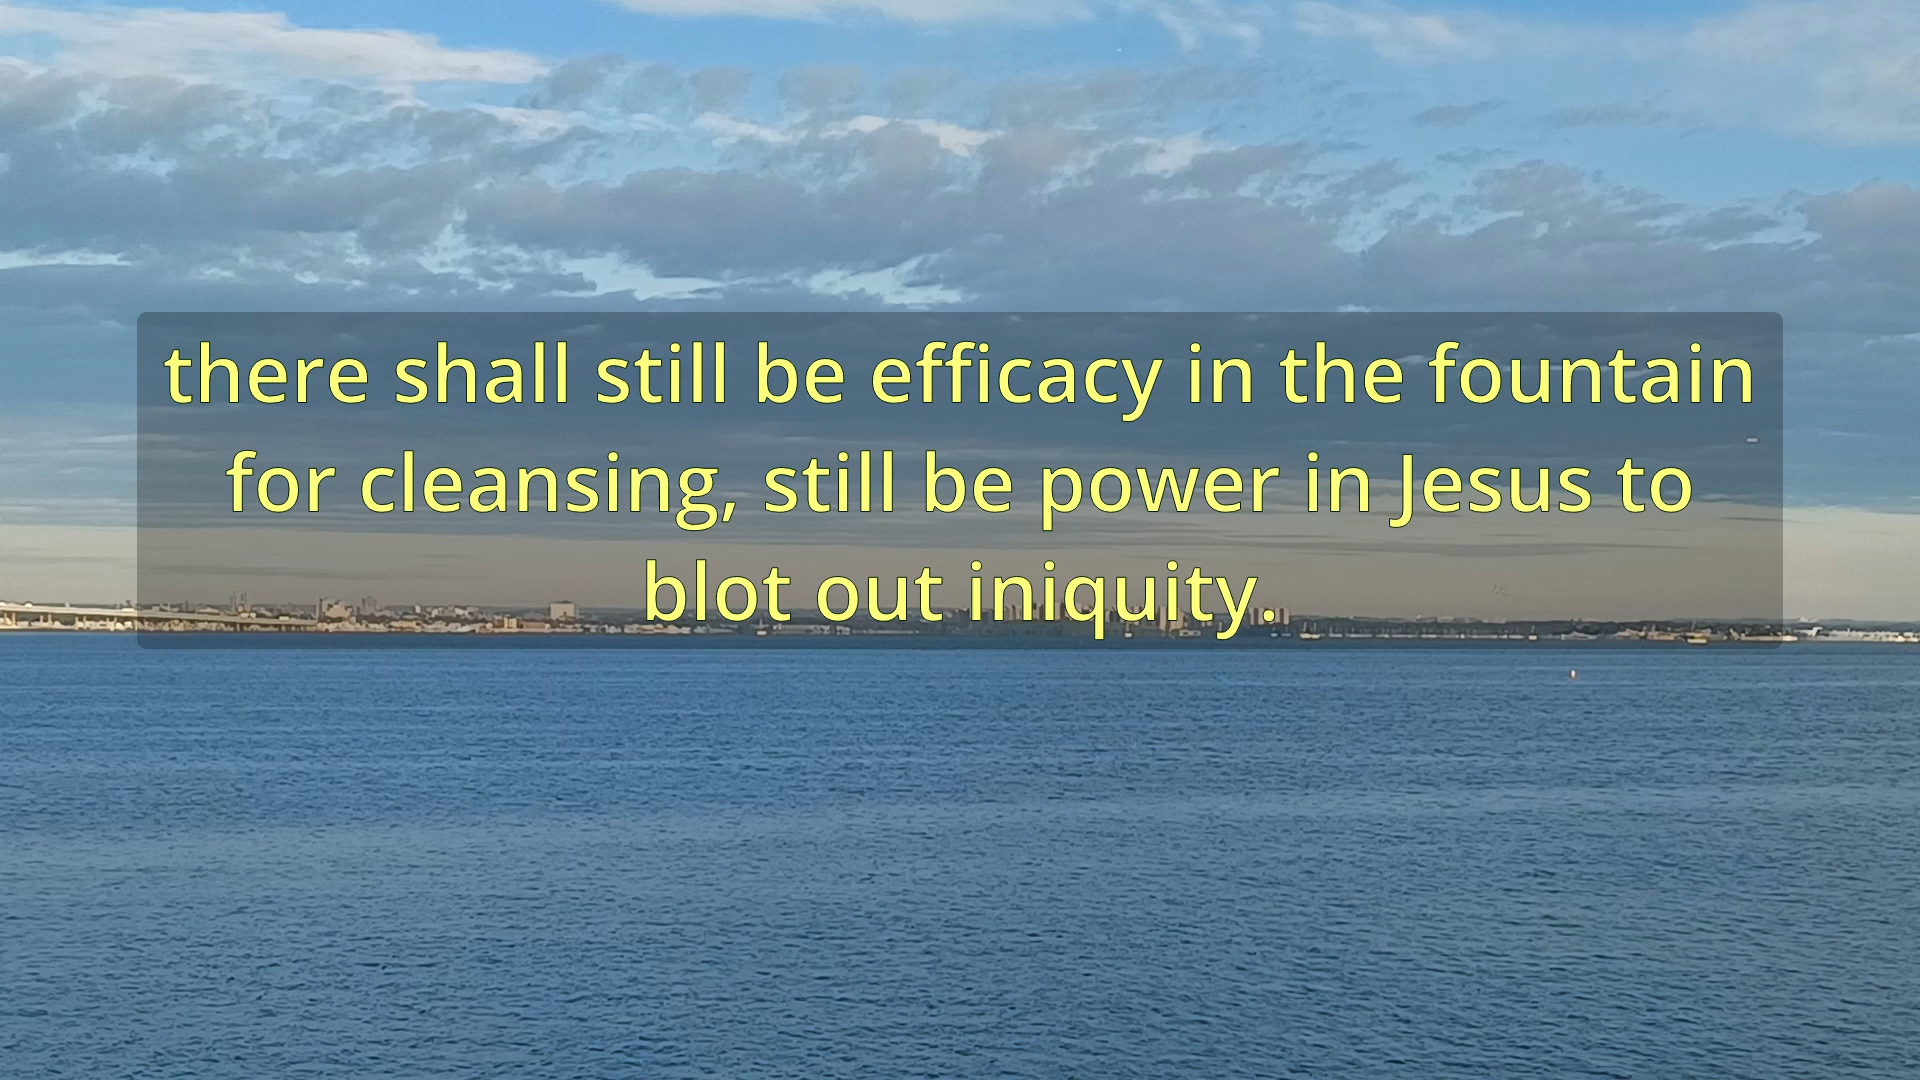 there shall still be efficacy in the fountain
for cleansing, still be power in Jesus to
blot out iniquity.